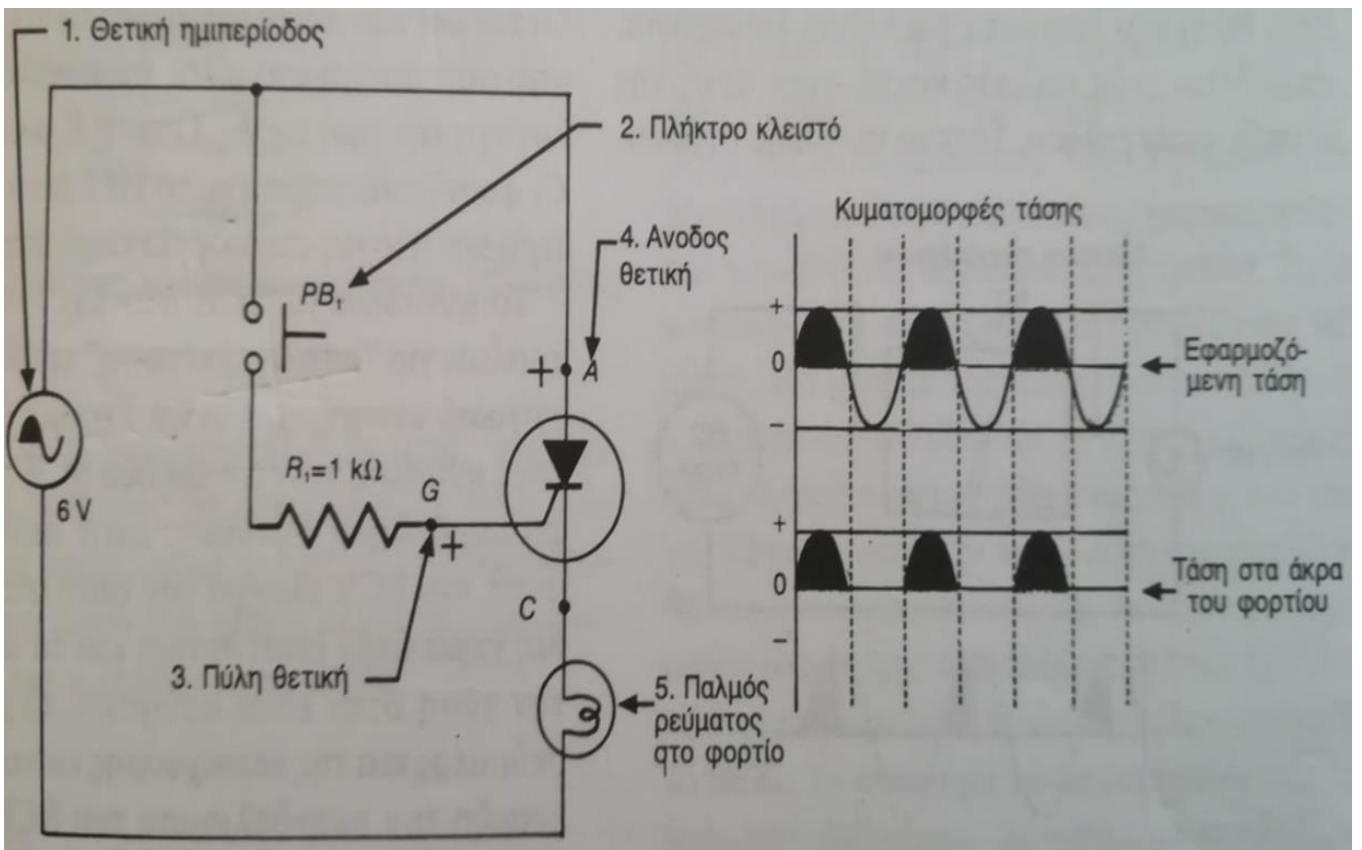 1. Θετική ημιπερίοδος
2. Πλήκτρο κλειστό
PB₁
4. Ανοδος
θετική
+ A
6 V
R₁=1 kΩ
G
+
C
3. Πύλη θετική
5. Παλμός
ρεύματος
στο φορτίο
Κυματομορφές τάσης
+
0
−
Εφαρμοζό-
μενη τάση
+
0
−
Τάση στα άκρα
του φορτίου